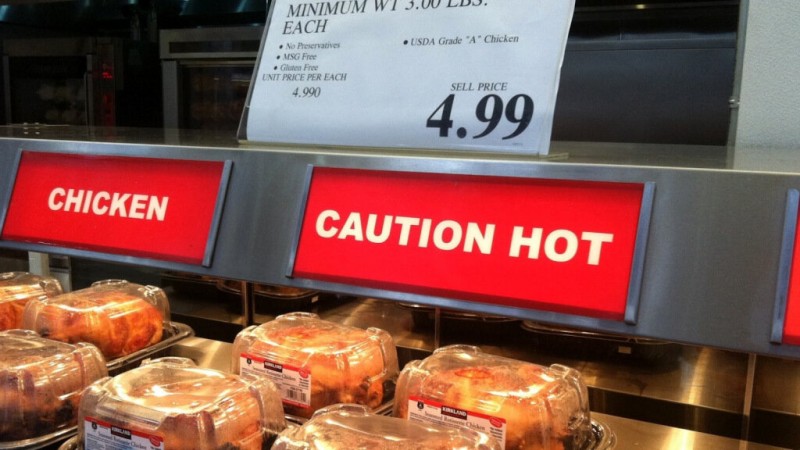 MINIMUM WT 3.00 LBS.
EACH
• No Preservatives
• MSG Free
• Gluten Free
• USDA Grade "A" Chicken
UNIT PRICE PER EACH
4.990
SELL PRICE
4.99
CHICKEN
CAUTION HOT
KIRKLAND
KIRKLAND
KIRKLAND